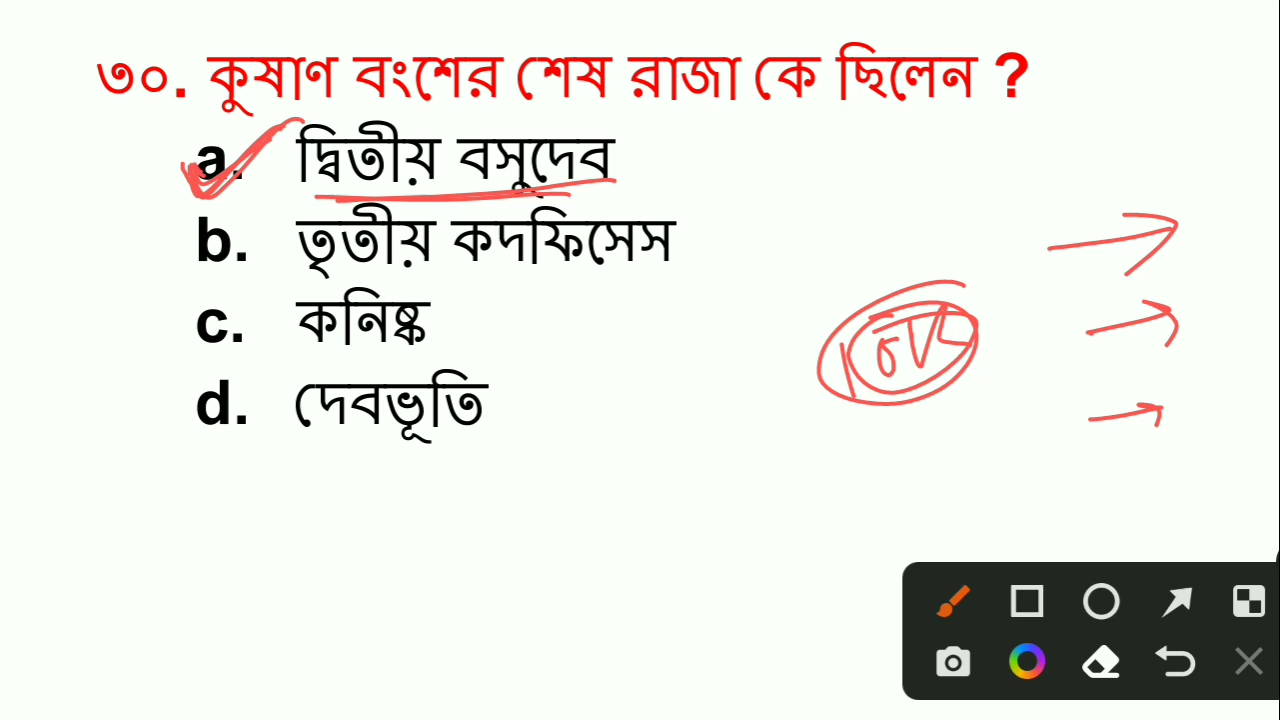 ৩০. কুষাণ বংশের শেষ রাজা কে ছিলেন ?
a. দ্বিতীয় বসুদেব
b. তৃতীয় কদফিসেস
c. কনিষ্ক
d. দেবভূতি